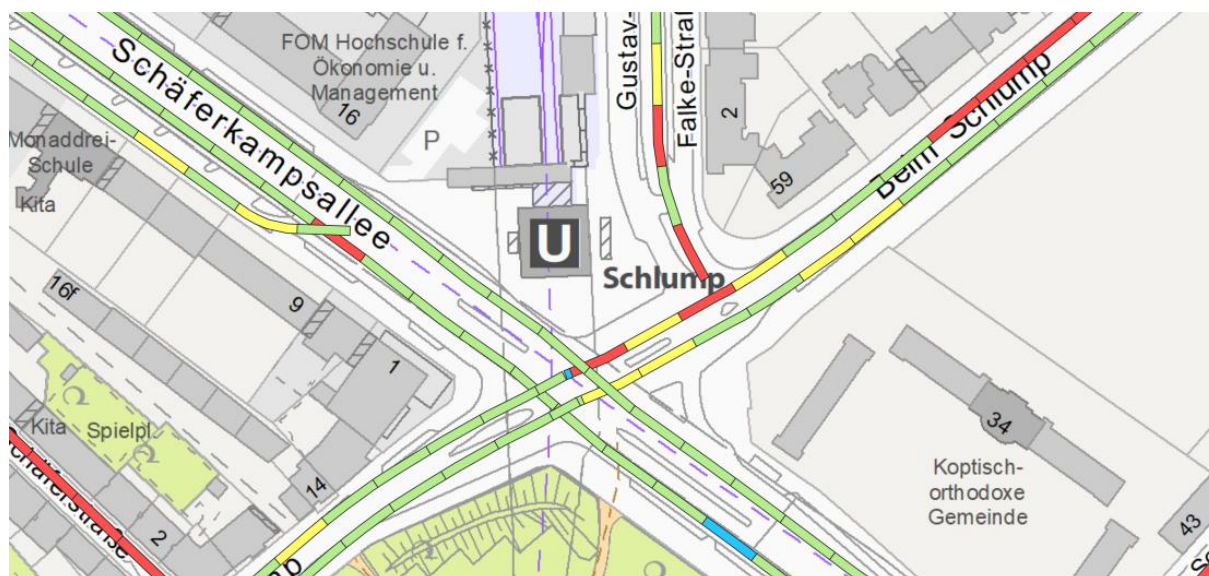 FOM Hochschule f.
Ökonomie u.
Management
16
Schäferkampsallee
Monaddrei-
Schule
Kita
P
Gustav-
Falke-Straß
2
59
Beim Schlump
U
Schlump
16f
9
1
14
Kita
Spielpl.
2
34
Koptisch-
orthodoxe
Gemeinde
43